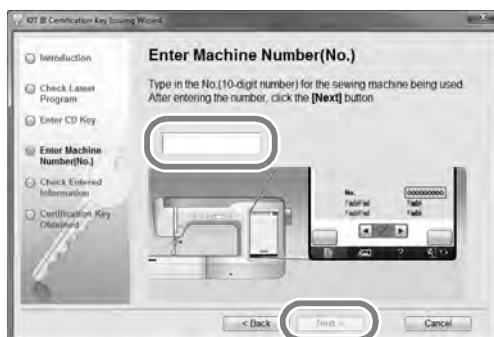 KIT III Certification Key Issuing Wizard
Introduction
Check Latest
Program
Enter CD Key
Enter Machine
Number(No.)
Check Entered
Information
Certification Key
Obtained
Enter Machine Number(No.)
Type in the No.(10-digit number) for the sewing machine being used.
After entering the number, click the [Next] button
No.
?
< Back
Next >
Cancel